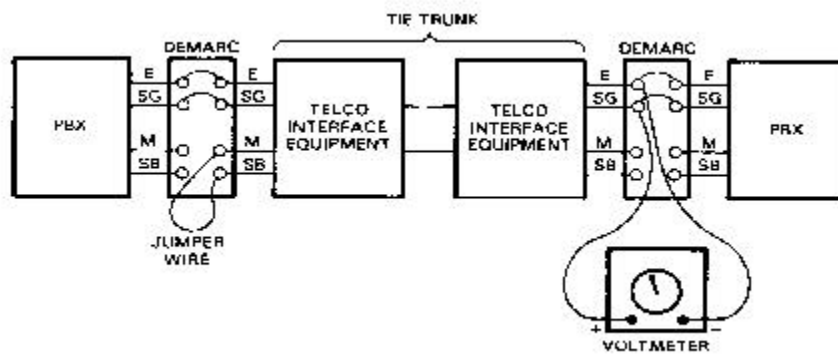 TIE TRUNK
DEMARC
DEMARC
E
E
E
E
SG
SG
SG
SG
PBX
TELCO
INTERFACE
EQUIPMENT
TELCO
INTERFACE
EQUIPMENT
PBX
M
M
M
M
SB
SB
SB
SB
JUMPER
WIRE
+
−
VOLTMETER